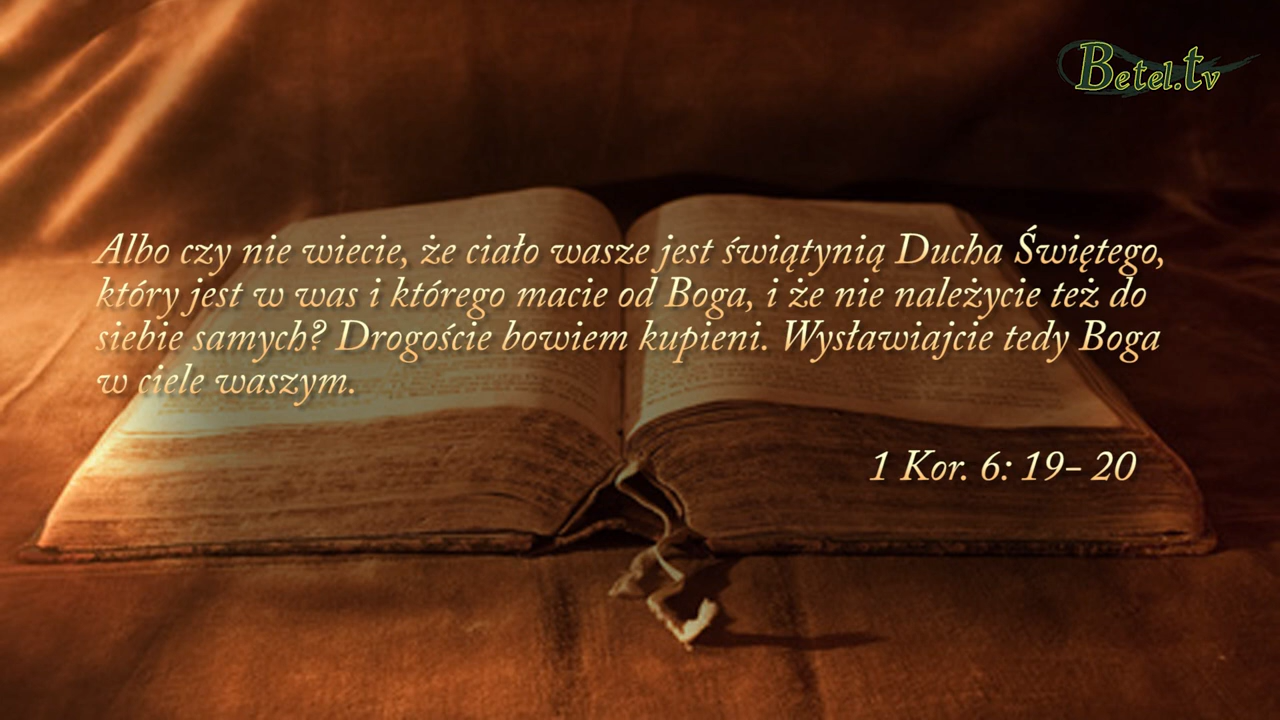 Betel.tv
Albo czy nie wiecie, że ciało wasze jest świątynią Ducha Świętego,
który jest w was i którego macie od Boga, i że nie należycie też do
siebie samych? Drogoście bowiem kupieni. Wysławiajcie tedy Boga
w ciele waszym.
1 Kor. 6: 19– 20